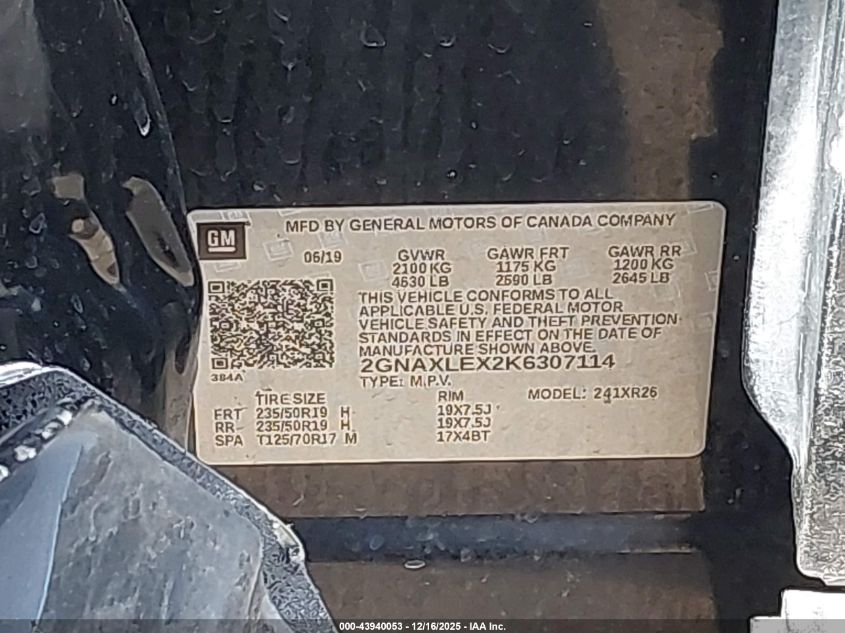 GM
MFD BY GENERAL MOTORS OF CANADA COMPANY
06/19 GVWR GAWR FRT GAWR RR
2100 KG 1175 KG 1200 KG
4630 LB 2590 LB 2645 LB
THIS VEHICLE CONFORMS TO ALL
APPLICABLE U.S. FEDERAL MOTOR
VEHICLE SAFETY AND THEFT PREVENTION
STANDARDS IN EFFECT ON THE DATE OF
MANUFACTURE SHOWN ABOVE.
2GNAXLEX2K6307114
384A
TYPE: M.P.V.
TIRE SIZE RIM MODEL: 241XR26
FRT 235/50R19 H 19X7.5J
RR 235/50R19 H 19X7.5J
SPA T125/70R17 M 17X4BT
000-43940053 - 12/16/2025 - IAA Inc.